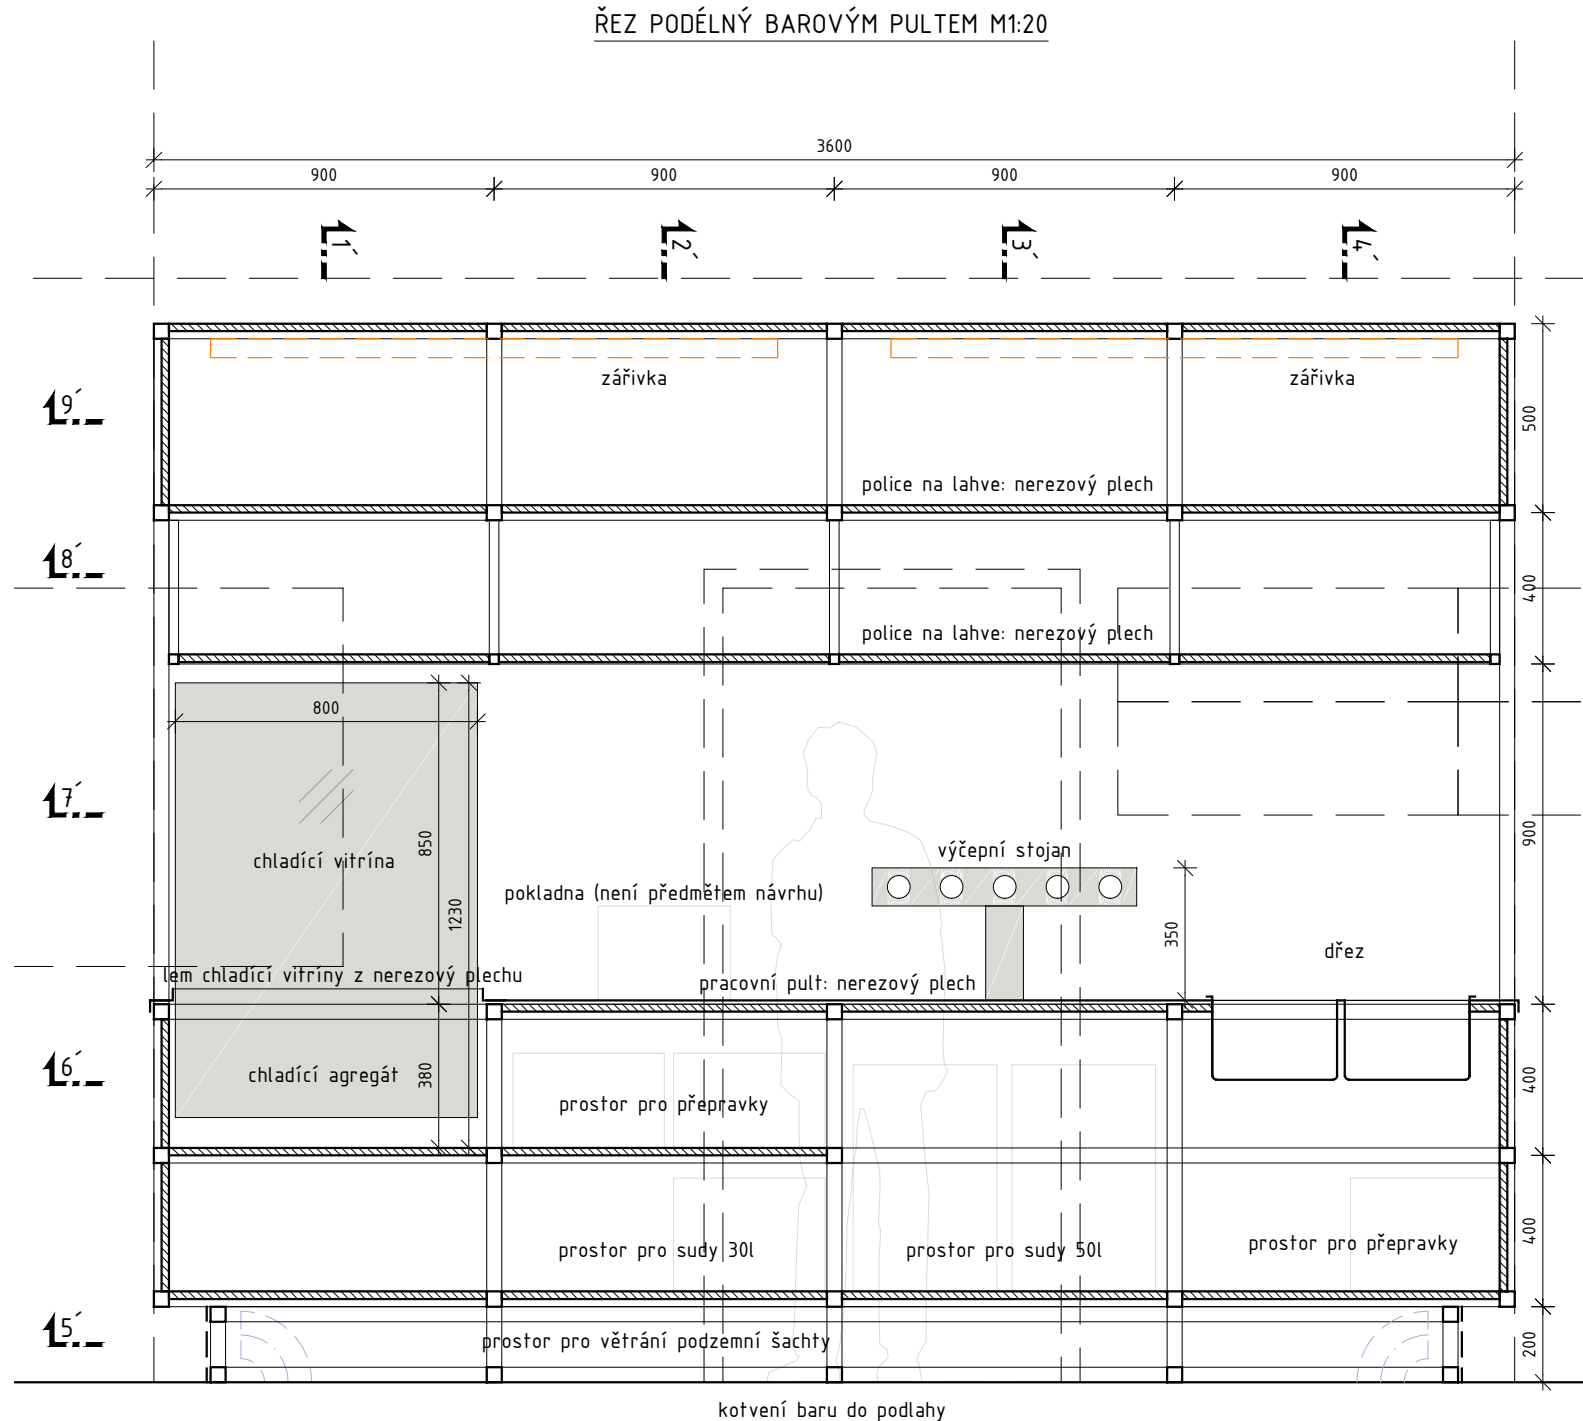 ŘEZ PODÉLNÝ BAROVÝM PULTEM M1:20
3600
900 900 900 900
1´ 2´ 3´ 4´
zářivka zářivka
9´
500
police na lahve: nerezový plech
8´
400
police na lahve: nerezový plech
800
7´
850
900
výčepní stojan
chladící vitrína
pokladna (není předmětem návrhu)
1230
350
dřez
lem chladící vitríny z nerezový plechu
pracovní pult: nerezový plech
6´
chladící agregát
380
400
prostor pro přepravky
prostor pro sudy 30l
prostor pro sudy 50l
prostor pro přepravky
400
5´
prostor pro větrání podzemní šachty
200
kotvení baru do podlahy